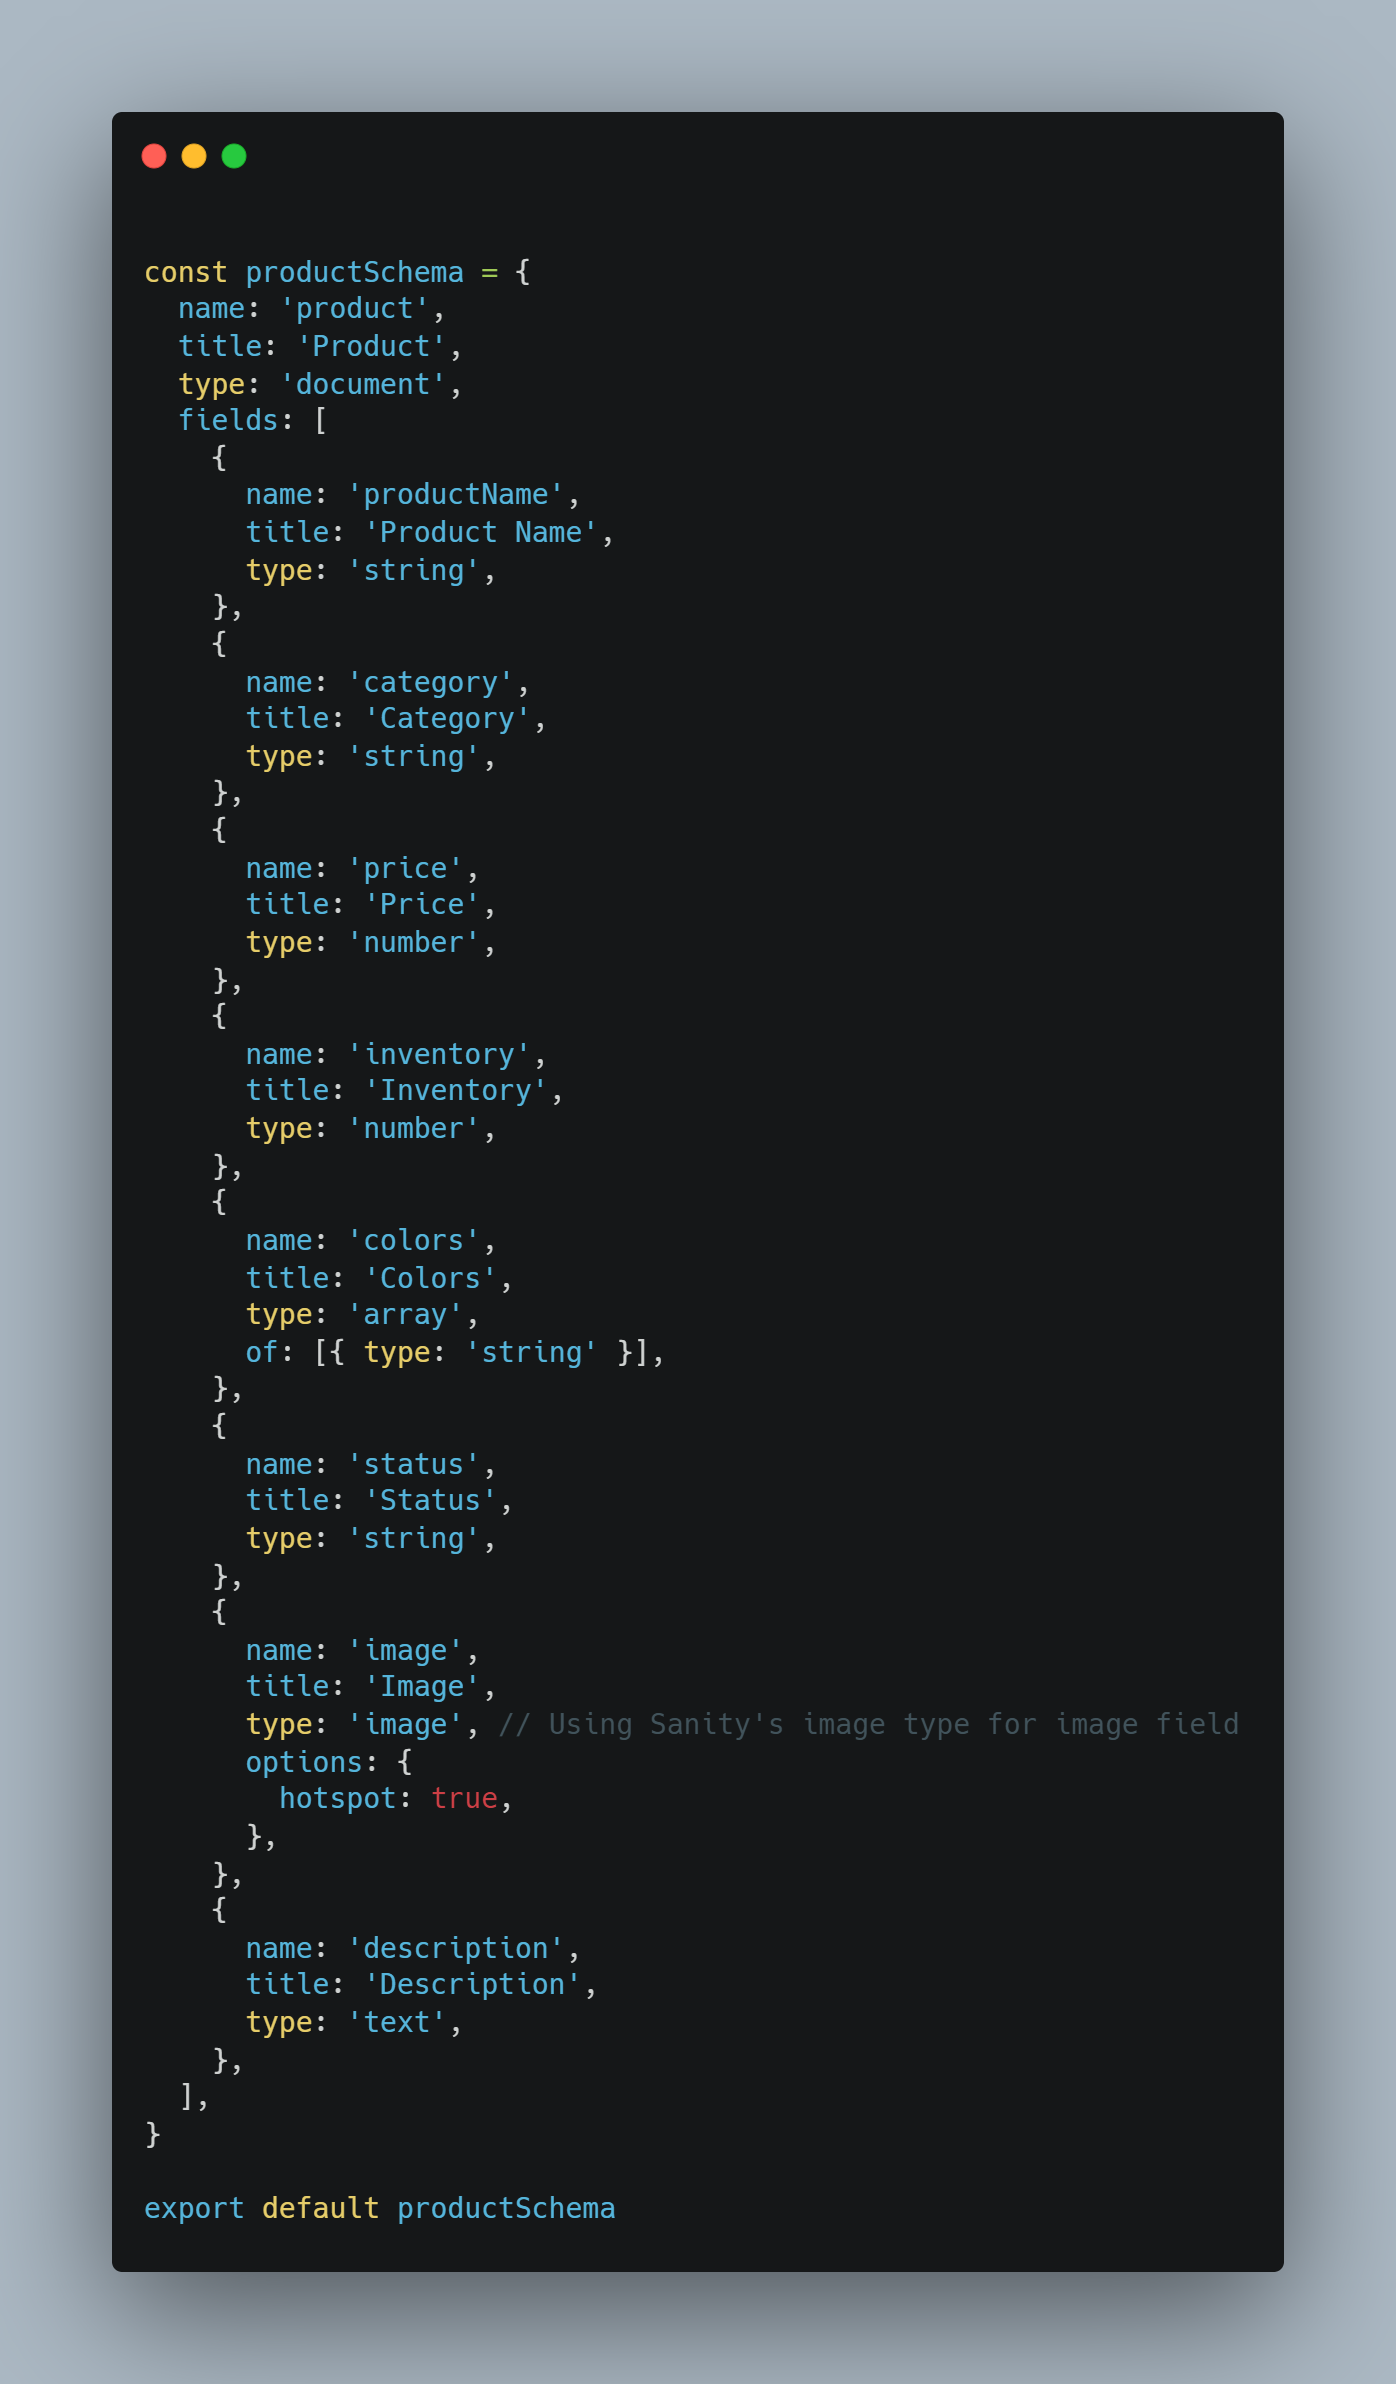 const productSchema = {
  name: 'product',
  title: 'Product',
  type: 'document',
  fields: [
    {
      name: 'productName',
      title: 'Product Name',
      type: 'string',
    },
    {
      name: 'category',
      title: 'Category',
      type: 'string',
    },
    {
      name: 'price',
      title: 'Price',
      type: 'number',
    },
    {
      name: 'inventory',
      title: 'Inventory',
      type: 'number',
    },
    {
      name: 'colors',
      title: 'Colors',
      type: 'array',
      of: [{ type: 'string' }],
    },
    {
      name: 'status',
      title: 'Status',
      type: 'string',
    },
    {
      name: 'image',
      title: 'Image',
      type: 'image', // Using Sanity's image type for image field
      options: {
        hotspot: true,
      },
    },
    {
      name: 'description',
      title: 'Description',
      type: 'text',
    },
  ],
}

export default productSchema